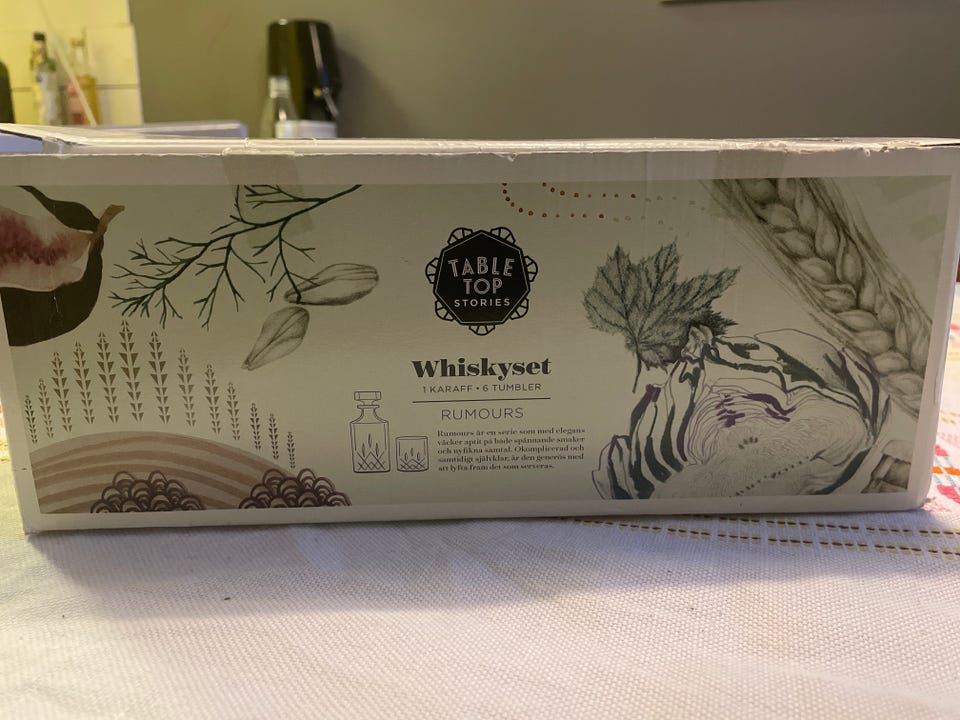 TABLE
TOP
STORIES
Whiskyset
1 KARAFF • 6 TUMBLER
RUMOURS
Rumours är en serie som med elegans
väcker aptit på både spännande smaker
och nyfikna samtal. Okomplicerad och
samtidigt självklar, är den generös med
att lyfta fram det som serveras.